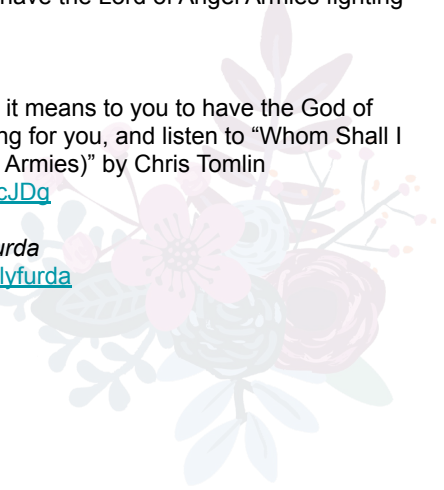 have the Lord of Angel Armies fighting
it means to you to have the God of
ng for you, and listen to “Whom Shall I
Armies)” by Chris Tomlin
cJDg
urda
lyfurda